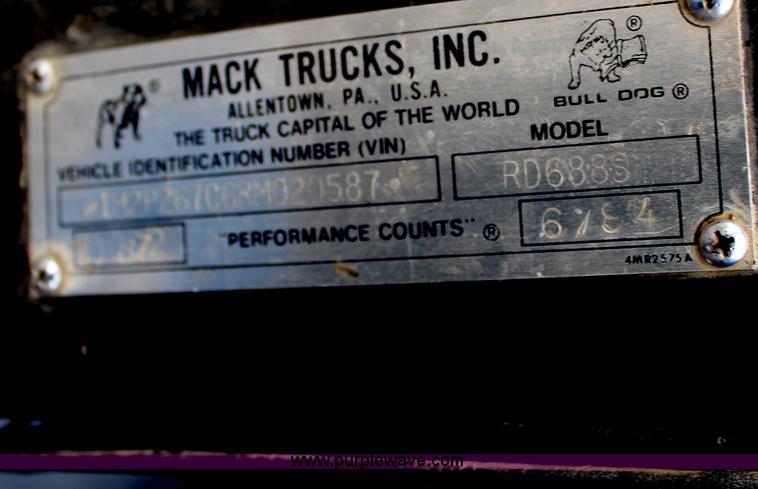 MACK TRUCKS, INC.
ALLENTOWN, PA., U.S.A.
THE TRUCK CAPITAL OF THE WORLD
BULL DOG ®
VEHICLE IDENTIFICATION NUMBER (VIN)
MODEL
RD688S
"PERFORMANCE COUNTS" ®
4MR2575A
www.purplewave.com